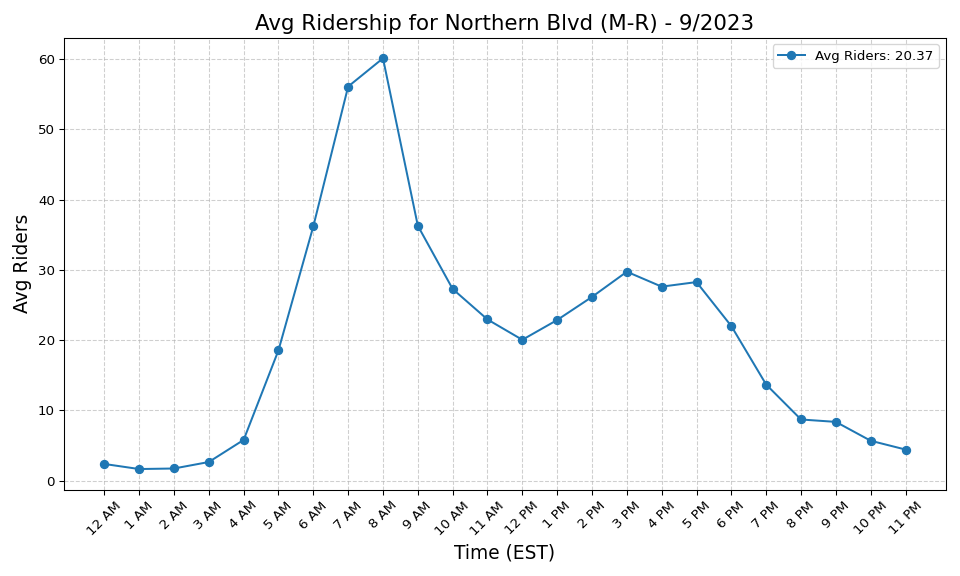 Avg Ridership for Northern Blvd (M-R) - 9/2023
Avg Riders: 20.37
Avg Riders
60
50
40
30
20
10
0
12 AM
1 AM
2 AM
3 AM
4 AM
5 AM
6 AM
7 AM
8 AM
9 AM
10 AM
11 AM
12 PM
1 PM
2 PM
3 PM
4 PM
5 PM
6 PM
7 PM
8 PM
9 PM
10 PM
11 PM
Time (EST)